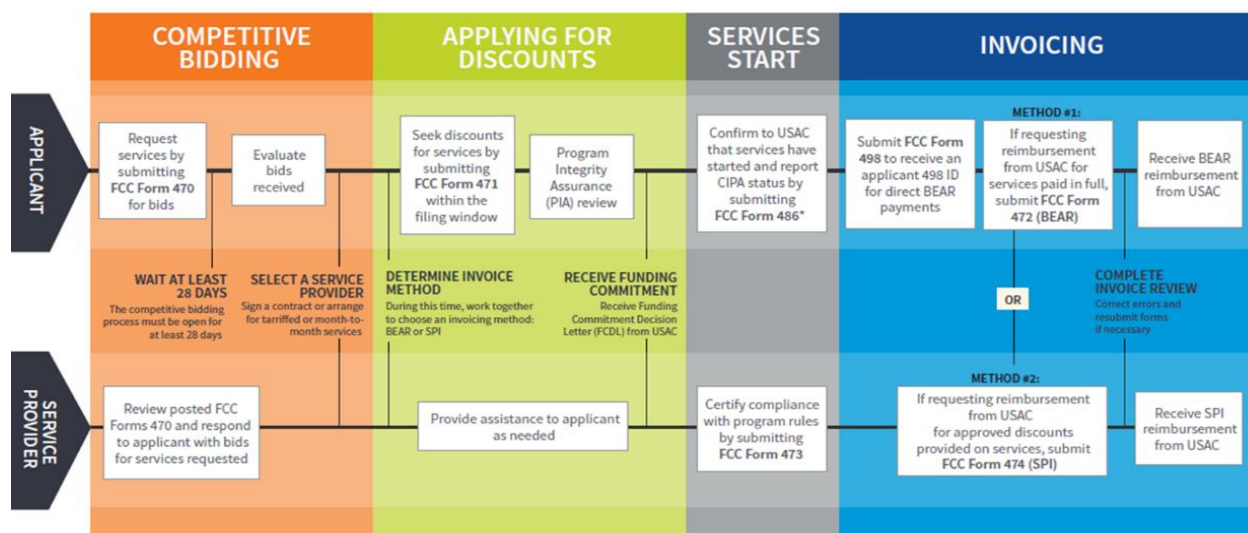 COMPETITIVE
BIDDING
APPLYING FOR
DISCOUNTS
SERVICES
START
INVOICING
APPLICANT
Request
services by
submitting
FCC Form 470
for bids
Evaluate
bids
received
Seek discounts
for services by
submitting
FCC Form 471
within the
filing window
Program
Integrity
Assurance
(PIA) review
Confirm to USAC
that services have
started and report
CIPA status by
submitting
FCC Form 486*
Submit FCC Form
498 to receive an
applicant 498 ID
for direct BEAR
payments
METHOD #1:
If requesting
reimbursement
from USAC for
services paid in full,
submit FCC Form
472 (BEAR)
Receive BEAR
reimbursement
from USAC
WAIT AT LEAST
28 DAYS
The competitive bidding
process must be open for
at least 28 days
SELECT A SERVICE
PROVIDER
Sign a contract or arrange
for tarriffed or month-to-
month services
DETERMINE INVOICE
METHOD
During this time, work together
to choose an invoicing method:
BEAR or SPI
RECEIVE FUNDING
COMMITMENT
Receive Funding
Commitment Decision
Letter (FCDL) from USAC
OR
COMPLETE
INVOICE REVIEW
Correct errors and
resubmit forms
if necessary
SERVICE
PROVIDER
Review posted FCC
Forms 470 and respond
to applicant with bids
for services requested
Provide assistance to applicant
as needed
Certify compliance
with program rules
by submitting
FCC Form 473
METHOD #2:
If requesting reimbursement
from USAC
for approved discounts
provided on services, submit
FCC Form 474 (SPI)
Receive SPI
reimbursement
from USAC